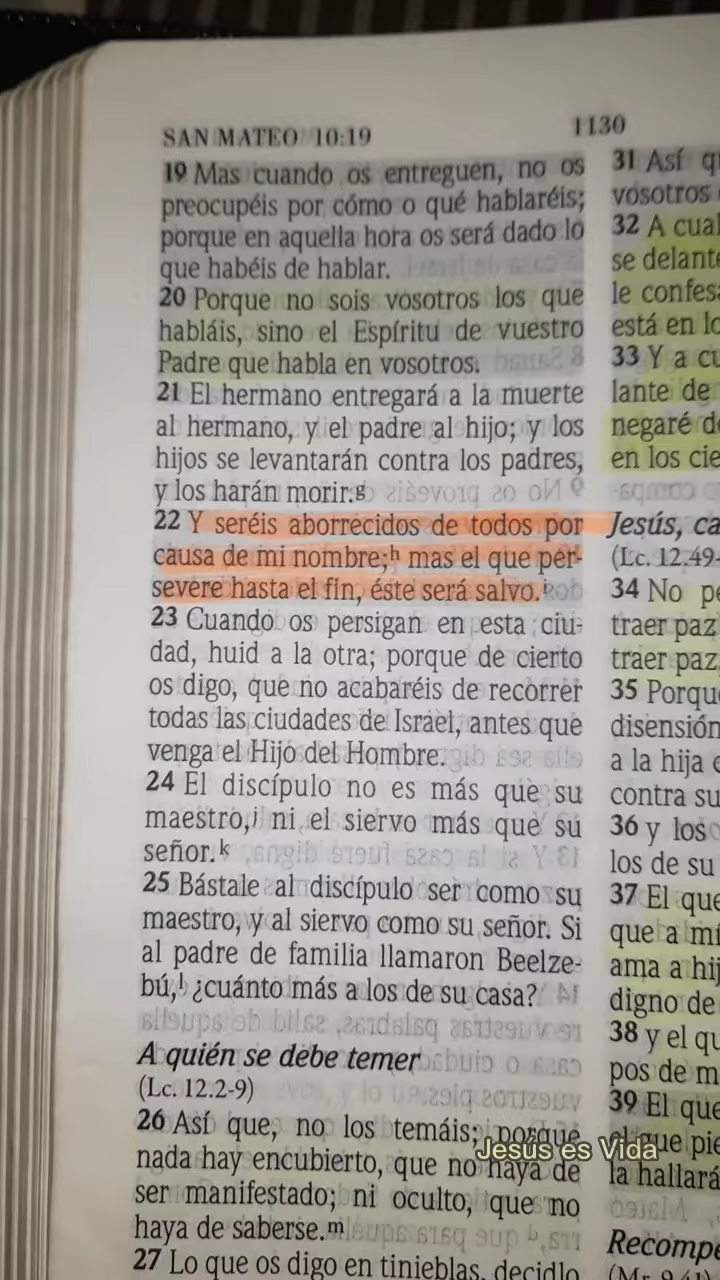 SAN MATEO 10:19
1130
19 Mas cuando os entreguen, no os
preocupéis por cómo o qué hablaréis;
porque en aquella hora os será dado lo
que habéis de hablar.
20 Porque no sois vosotros los que
habláis, sino el Espíritu de vuestro
Padre que habla en vosotros.
21 El hermano entregará a la muerte
al hermano, y el padre al hijo; y los
hijos se levantarán contra los padres,
y los harán morir.g
22 Y seréis aborrecidos de todos por
causa de mi nombre;h mas el que per-
severe hasta el fin, éste será salvo.i
23 Cuando os persigan en esta ciu-
dad, huid a la otra; porque de cierto
os digo, que no acabaréis de recorrer
todas las ciudades de Israel, antes que
venga el Hijo del Hombre.
24 El discípulo no es más que su
maestro,j ni el siervo más que su
señor.k
25 Bástale al discípulo ser como su
maestro, y al siervo como su señor. Si
al padre de familia llamaron Beelze-
bú,l ¿cuánto más a los de su casa?
A quién se debe temer
(Lc. 12.2-9)
26 Así que, no los temáis; porque
nada hay encubierto, que no haya de
ser manifestado; ni oculto, que no
haya de saberse.m
27 Lo que os digo en tinieblas, decidlo
31 Así
vosotros
32 A
se
le
está en
33 Y a
lante de
en los
Jesús,
(Lc. 12.49-
34 No
traer paz
traer paz,
35
disensión
a la hija
contra su
36 y los
los de su
37 El
que a
ama a
digno de
38 y el
pos de
39 El
el que
la hallará
(Mr.
Jesús es Vida